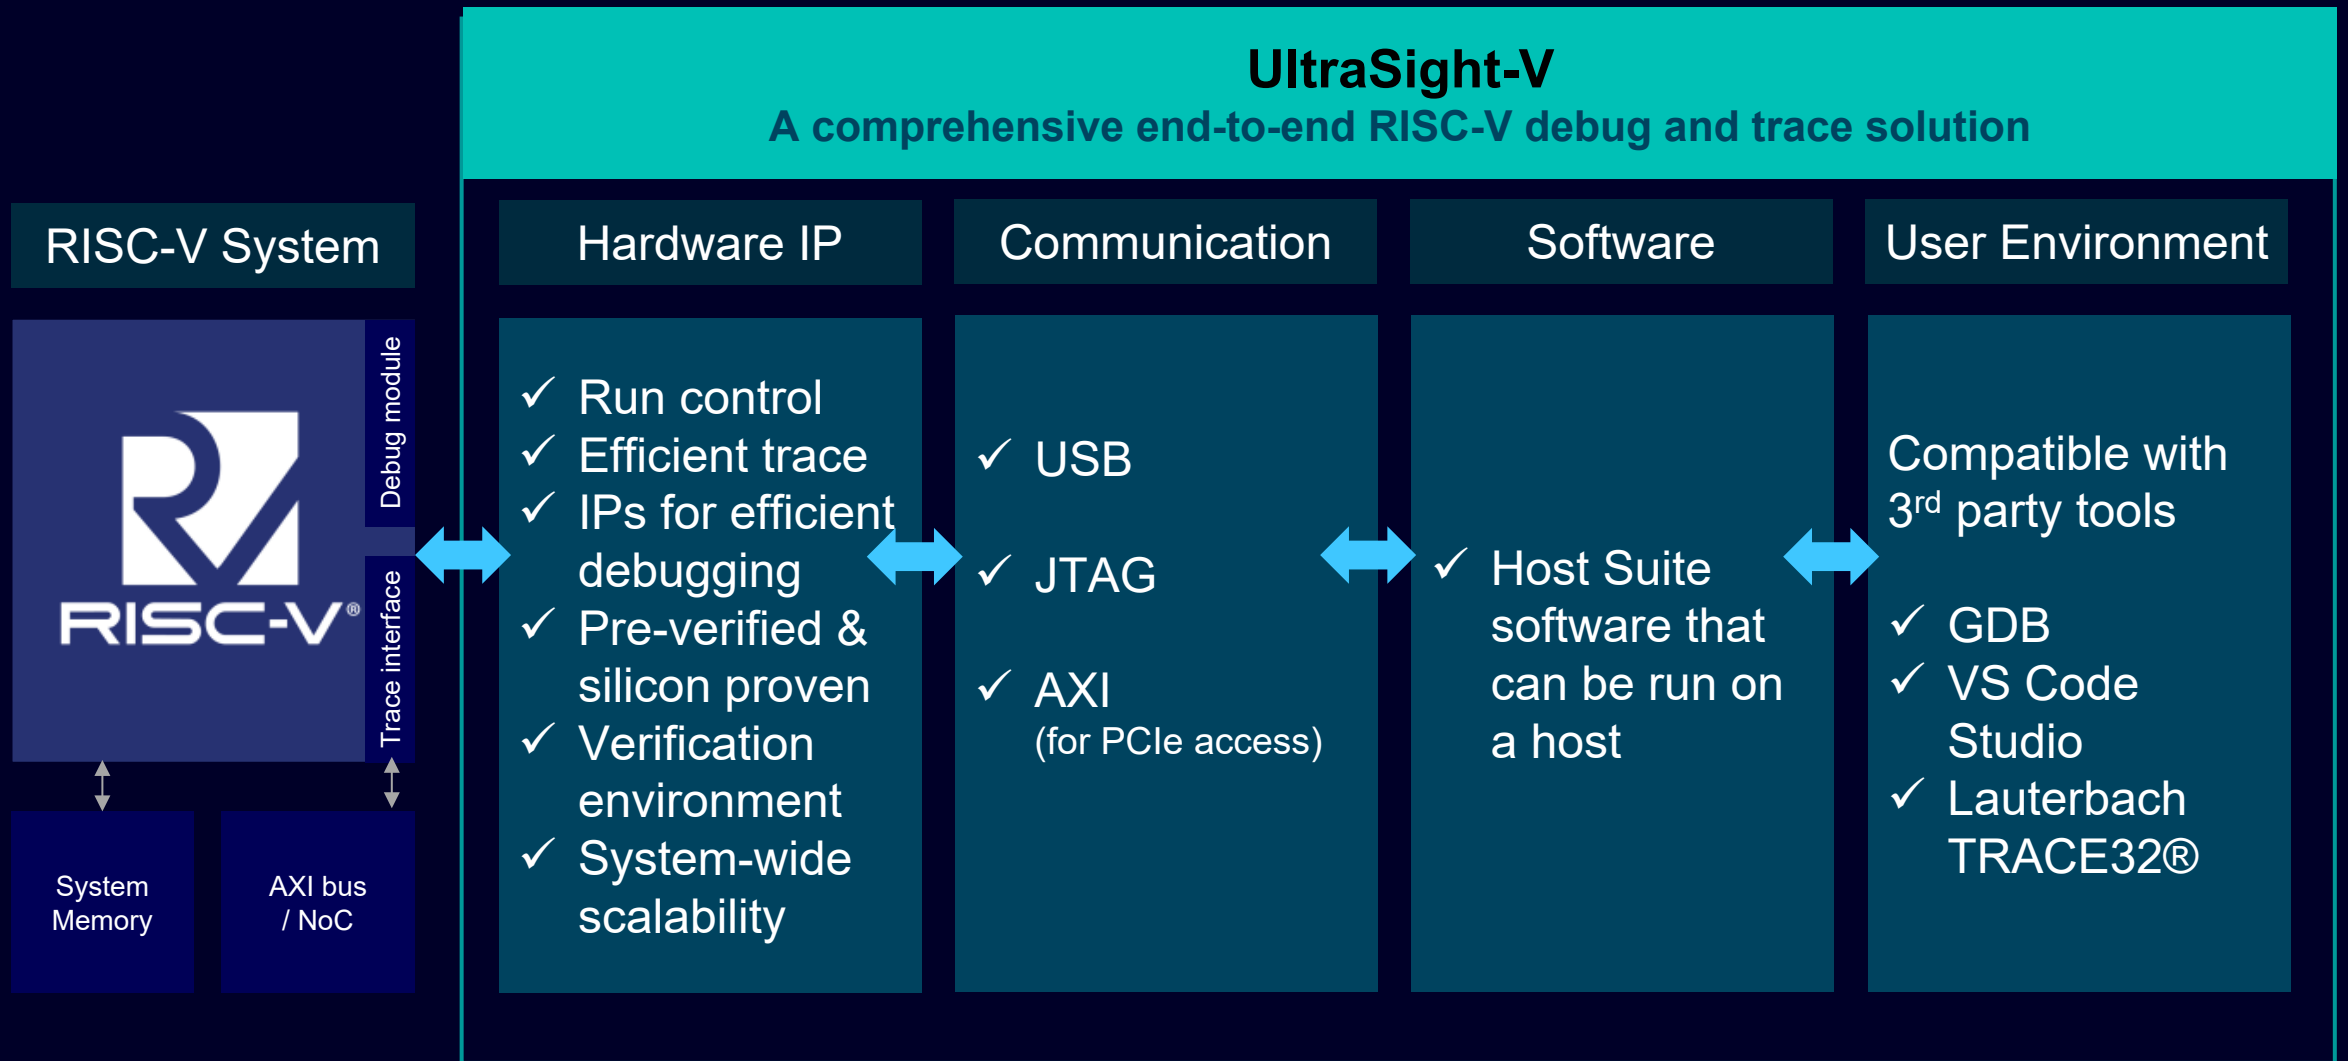 UltraSight-V
A comprehensive end-to-end RISC-V debug and trace solution
RISC-V System
Debug module
RISC-V®
Trace interface
System
Memory
AXI bus
/ NoC
Hardware IP
✓ Run control
✓ Efficient trace
✓ IPs for efficient
debugging
✓ Pre-verified &
silicon proven
✓ Verification
environment
✓ System-wide
scalability
Communication
✓ USB
✓ JTAG
✓ AXI
(for PCIe access)
Software
✓ Host Suite
software that
can be run on
a host
User Environment
Compatible with
3rd party tools
✓ GDB
✓ VS Code
Studio
✓ Lauterbach
TRACE32®